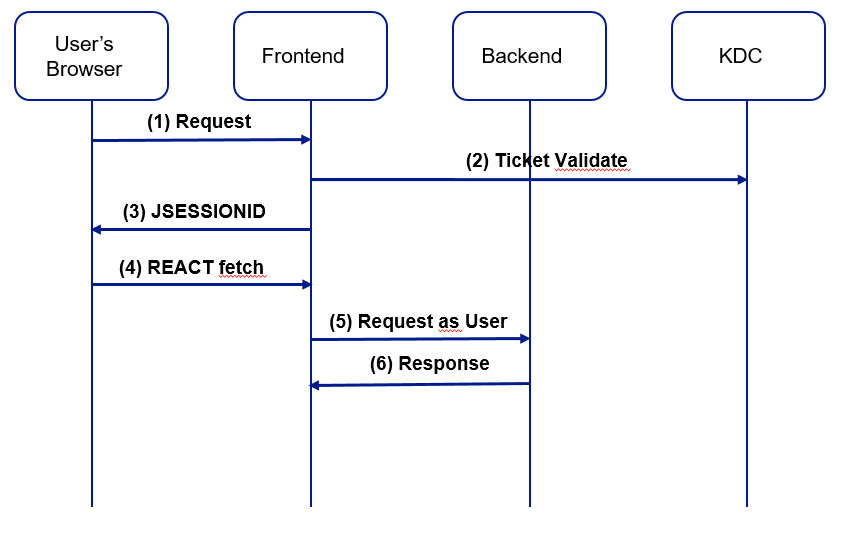 User’s
Browser
Frontend
Backend
KDC
(1) Request
(2) Ticket Validate
(3) JSESSIONID
(4) REACT fetch
(5) Request as User
(6) Response